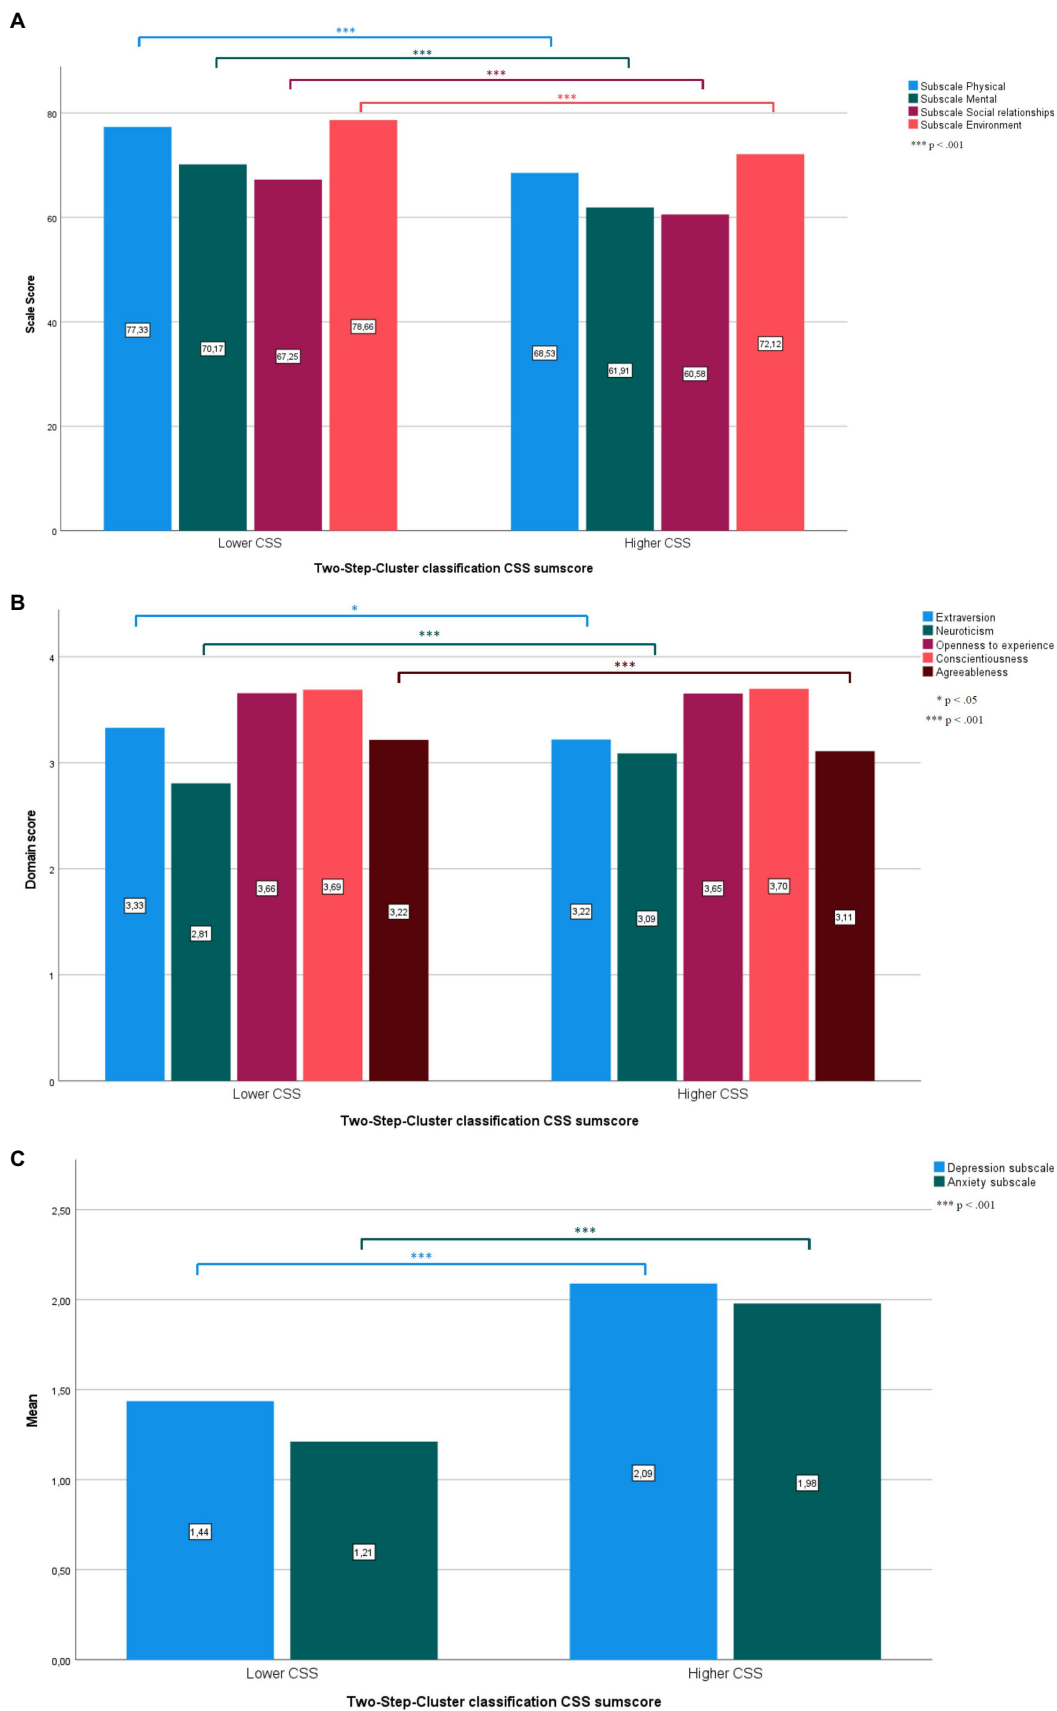 A
***
***
***
***
Subscale Physical
Subscale Mental
Subscale Social relationships
Subscale Environment
*** p < .001
80
60
40
20
0
Scale Score
77,33
70,17
67,25
78,66
68,53
61,91
60,58
72,12
Lower CSS
Higher CSS
Two-Step-Cluster classification CSS sumscore
B
*
***
***
Extraversion
Neuroticism
Openness to experience
Conscientiousness
Agreeableness
* p < .05
*** p < .001
4
3
2
1
0
Domain score
3,33
2,81
3,66
3,69
3,22
3,22
3,09
3,65
3,70
3,11
Lower CSS
Higher CSS
Two-Step-Cluster classification CSS sumscore
C
***
***
Depression subscale
Anxiety subscale
*** p < .001
2,50
2,00
1,50
1,00
0,50
0,00
Mean
1,44
1,21
2,09
1,98
Lower CSS
Higher CSS
Two-Step-Cluster classification CSS sumscore